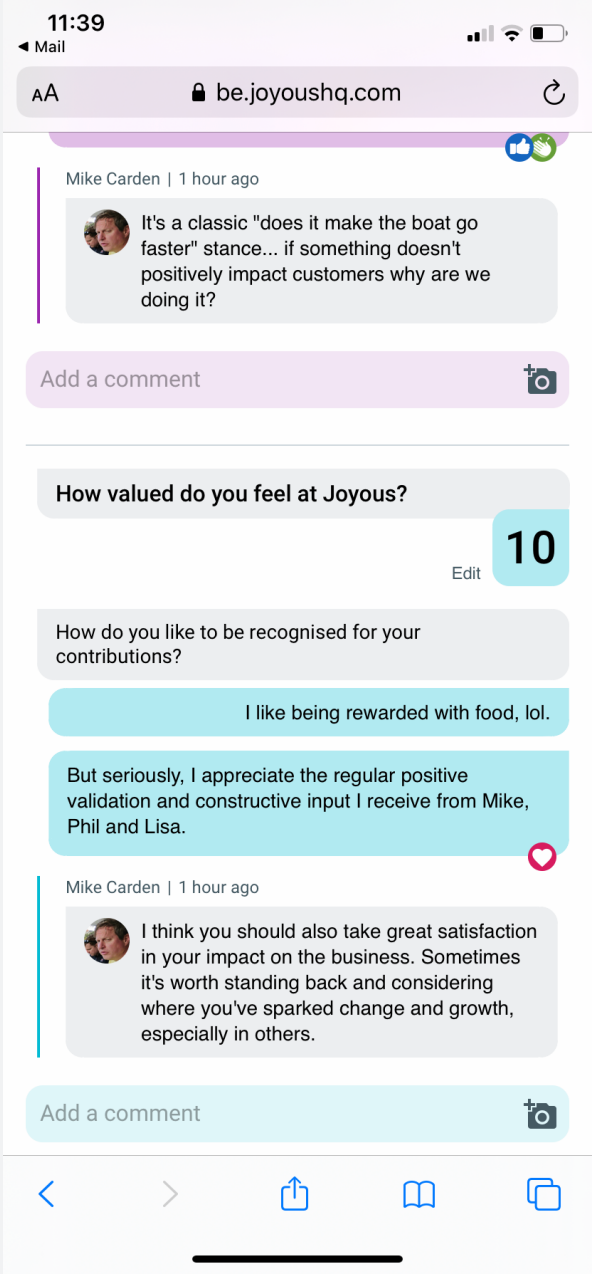 11:39
◀ Mail
AA be.joyoushq.com
Mike Carden | 1 hour ago
It's a classic "does it make the boat go
faster" stance... if something doesn't
positively impact customers why are we
doing it?
Add a comment
How valued do you feel at Joyous?
10
Edit
How do you like to be recognised for your
contributions?
I like being rewarded with food, lol.
But seriously, I appreciate the regular positive
validation and constructive input I receive from Mike,
Phil and Lisa.
Mike Carden | 1 hour ago
I think you should also take great satisfaction
in your impact on the business. Sometimes
it's worth standing back and considering
where you've sparked change and growth,
especially in others.
Add a comment